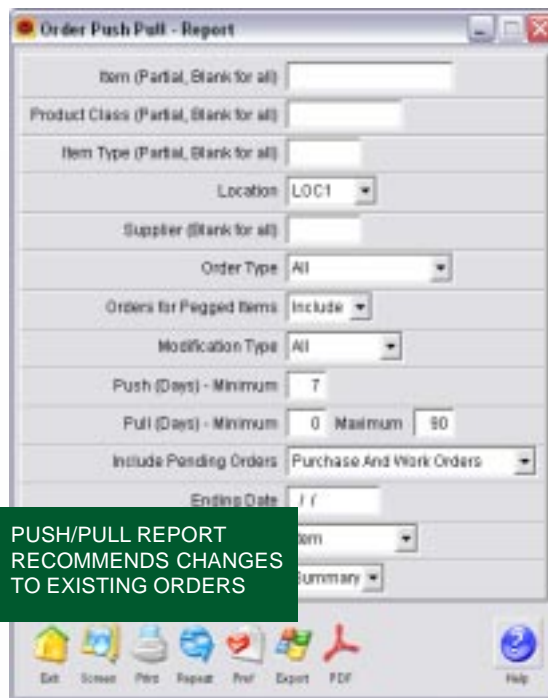 Order Push Pull - Report
Item (Partial, Blank for all)
Product Class (Partial, Blank for all)
Item Type (Partial, Blank for all)
Location LOC1
Supplier (Blank for all)
Order Type All
Orders for Pegged Items Include
Modification Type All
Push (Days) - Minimum 7
Pull (Days) - Minimum 0 Maximum 90
Include Pending Orders Purchase And Work Orders
Ending Date / /
PUSH/PULL REPORT
RECOMMENDS CHANGES
TO EXISTING ORDERS
Item
Summary
Exit Screen Print Repeat Pref Export PDF Help